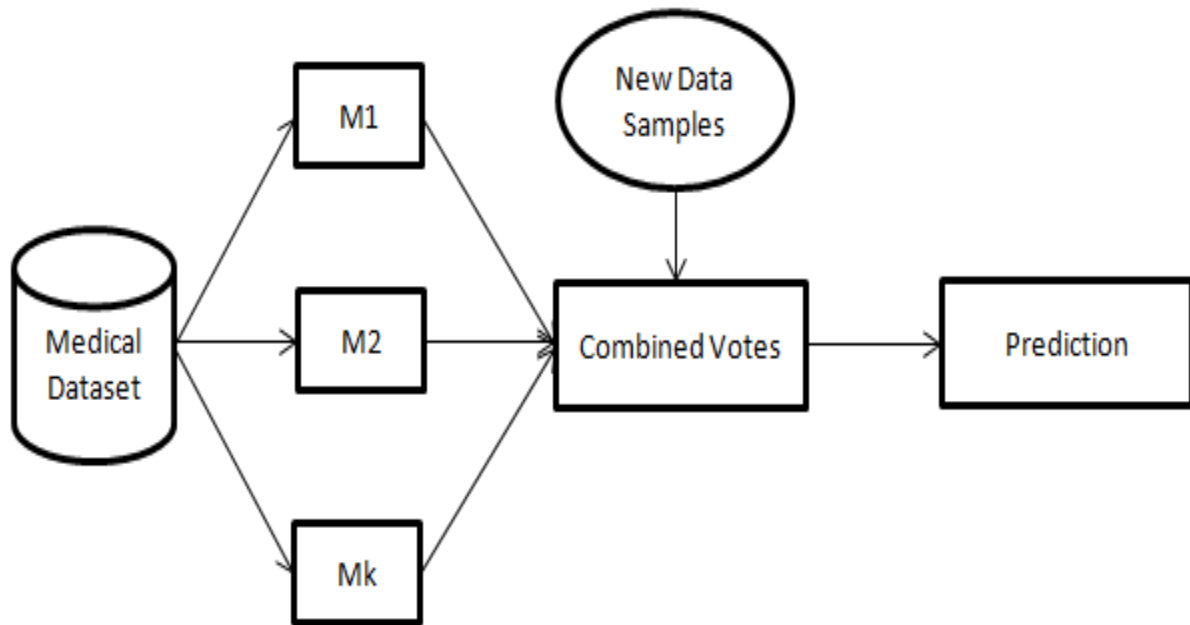 M1
New Data
Samples
Medical
Dataset
M2
Combined Votes
Prediction
Mk